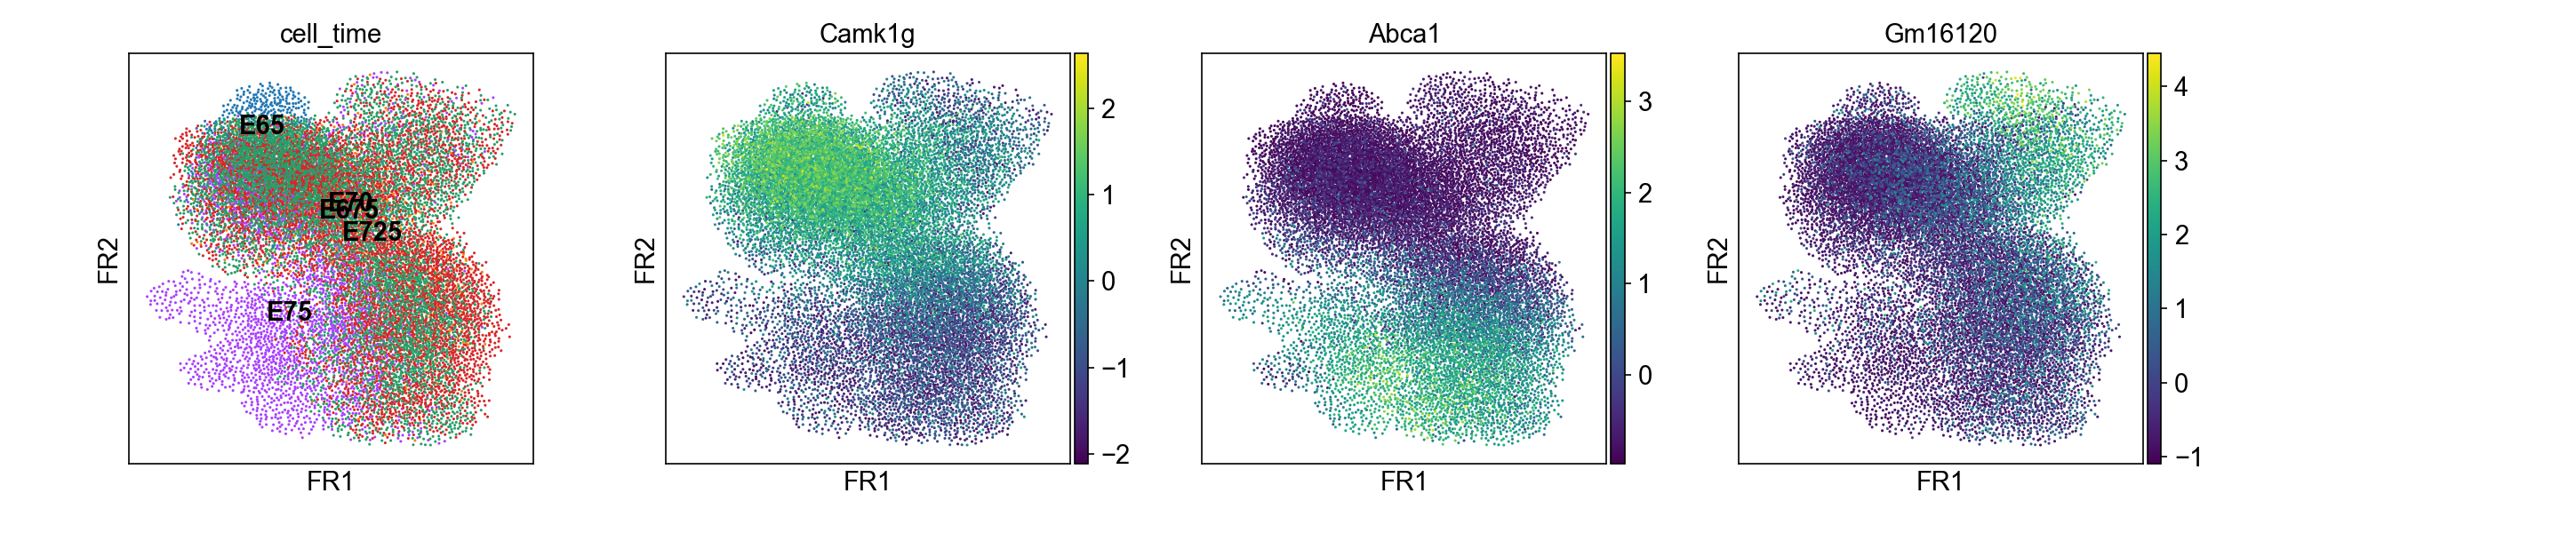 cell_time
E65
E70
E675
E725
E75
FR2
FR1
Camk1g
2
1
0
−1
−2
FR2
FR1
Abca1
3
2
1
0
FR2
FR1
Gm16120
4
3
2
1
0
−1
FR2
FR1